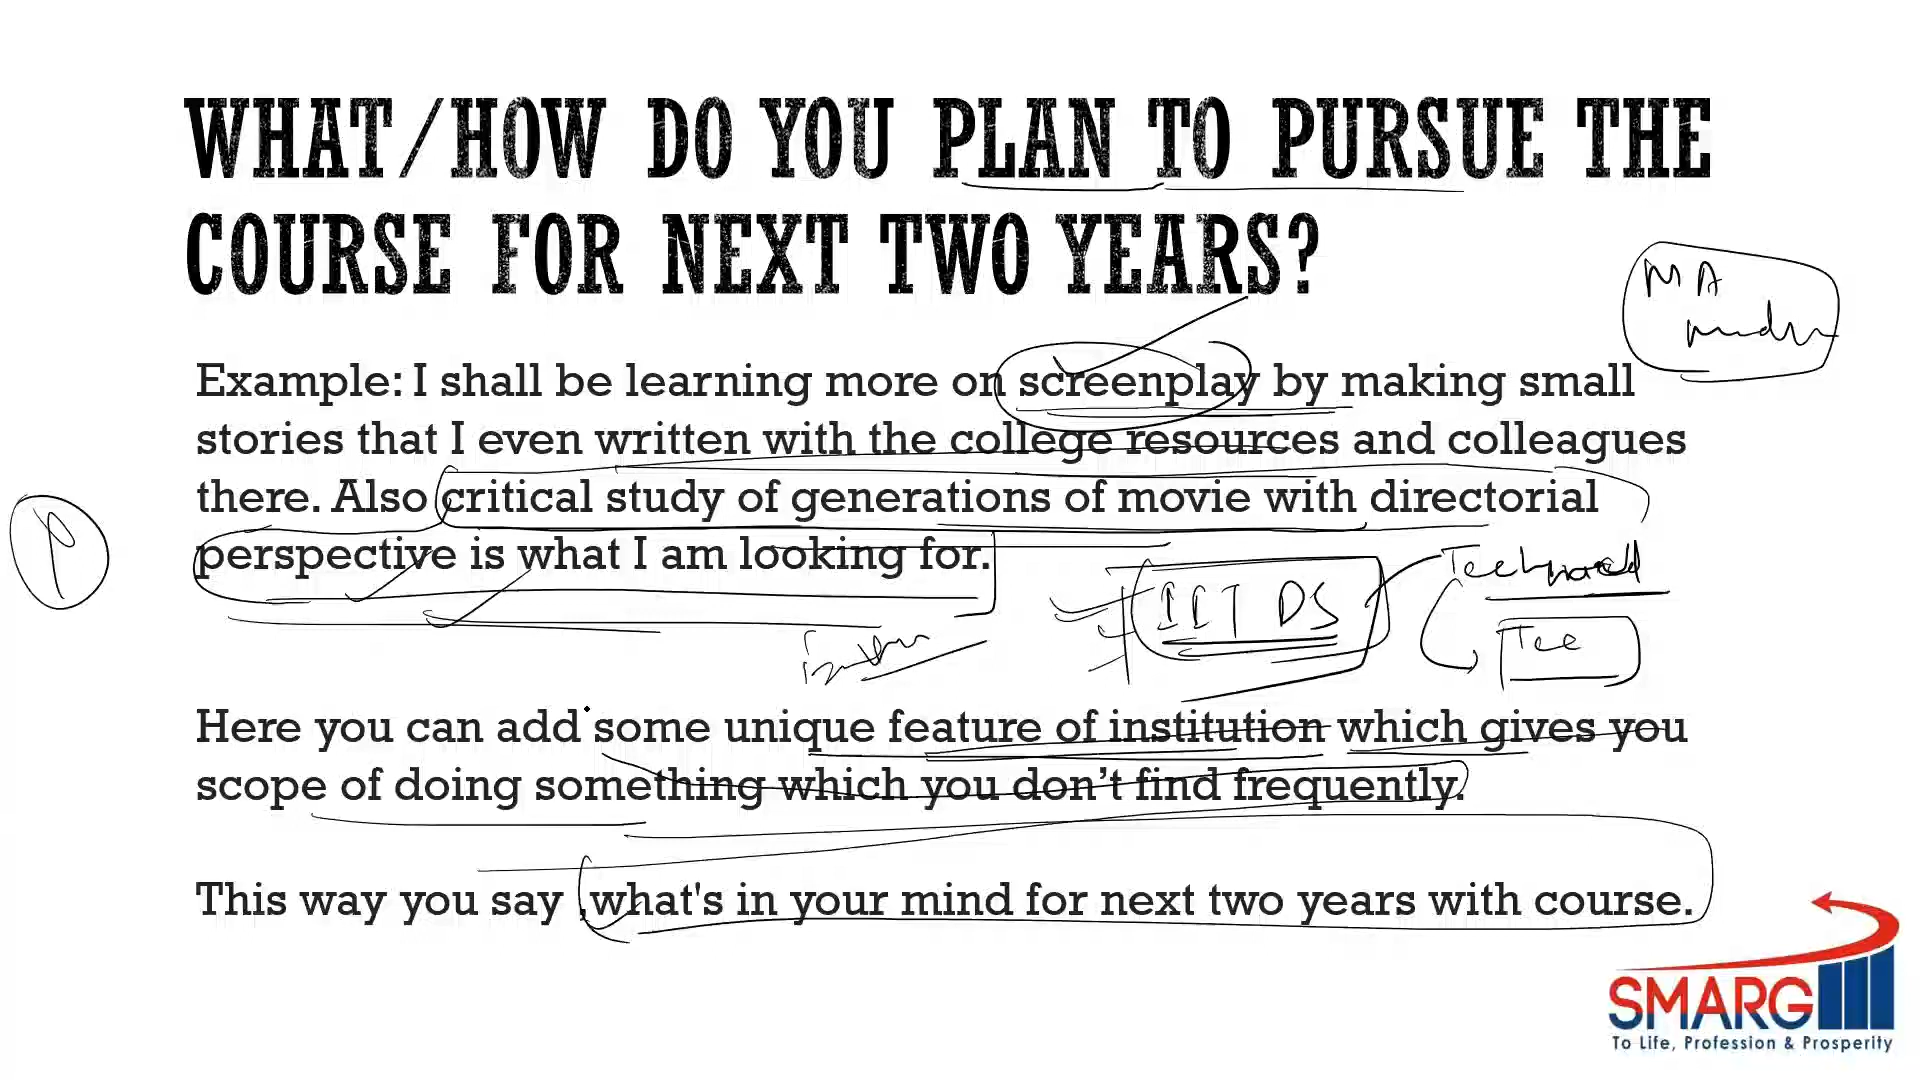 WHAT/HOW DO YOU PLAN TO PURSUE THE
COURSE FOR NEXT TWO YEARS?
MA
Example: I shall be learning more on screenplay by making small
stories that I even written with the college resources and colleagues
there. Also critical study of generations of movie with directorial
P
perspective is what I am looking for.
IIT DS
Tee
Here you can add some unique feature of institution which gives you
scope of doing something which you don't find frequently.
This way you say ,what's in your mind for next two years with course.
SMARG
To Life, Profession & Prosperity